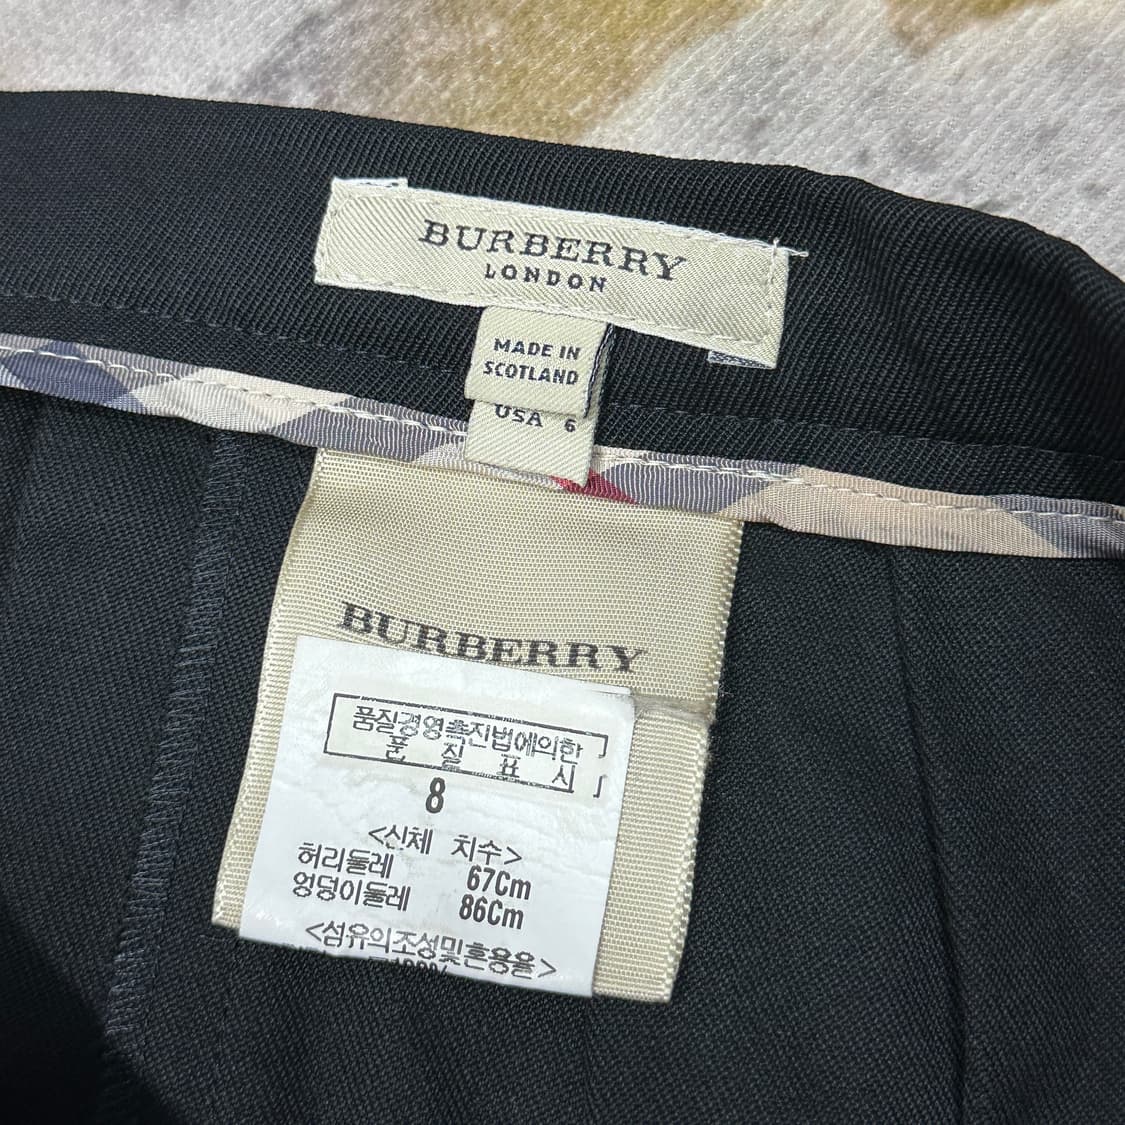 BURBERRY
LONDON
MADE IN
SCOTLAND
USA 6
BURBERRY
품질경영촉진법에의한
품 질 표 시
8
<신체 치수>
허리둘레 67Cm
엉덩이둘레 86Cm
<섬유의조성및혼용율>